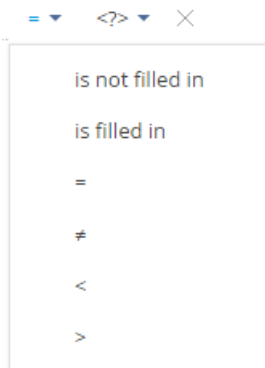 = <?>
is not filled in
is filled in
=
≠
<
>